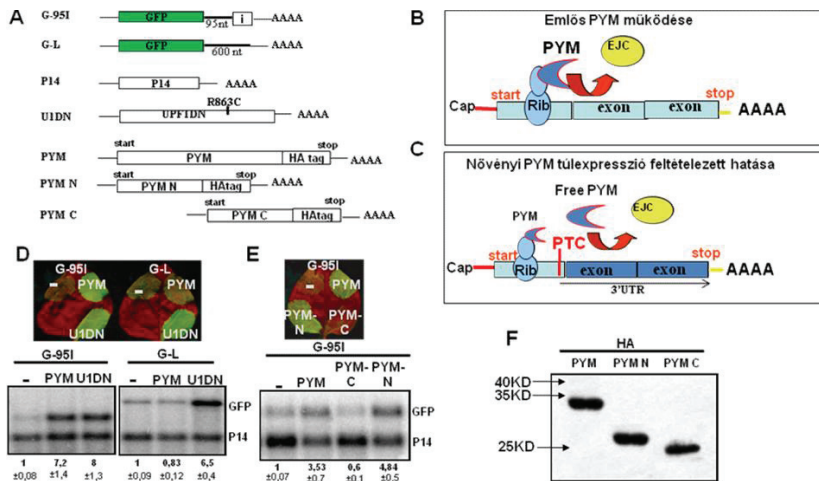 A
G-95I
GFP
95nt
i
AAAA
G-L
GFP
600 nt
AAAA
P14
P14
AAAA
R863C
U1DN
UPF1DN
AAAA
start
stop
PYM
PYM
HA tag
AAAA
start
stop
PYM N
PYM N
HAtag
AAAA
PYM C
PYM C
HAtag
AAAA
B
Emlős PYM működése
PYM
EJC
start
stop
Cap
Rib
exon
exon
AAAA
C
Növényi PYM túlexpresszió feltételezett hatása
Free PYM
PYM
EJC
PTC
start
stop
Cap
Rib
exon
exon
AAAA
3'UTR
D
G-95I
G-L
-
PYM
-
PYM
U1DN
U1DN
G-95I
G-L
-
PYM
U1DN
-
PYM
U1DN
GFP
P14
1
7,2
8
1
0,83
6,5
±0,08
±1,4
±1,3
±0,09
±0,12
±0,4
E
G-95I
-
PYM
PYM-N
PYM-C
G-95I
-
PYM
PYM-C
PYM-N
GFP
P14
1
3,53
0,6
4,84
±0,07
±0.7
±0.1
±0.5
F
HA
PYM
PYM N
PYM C
40KD
35KD
25KD